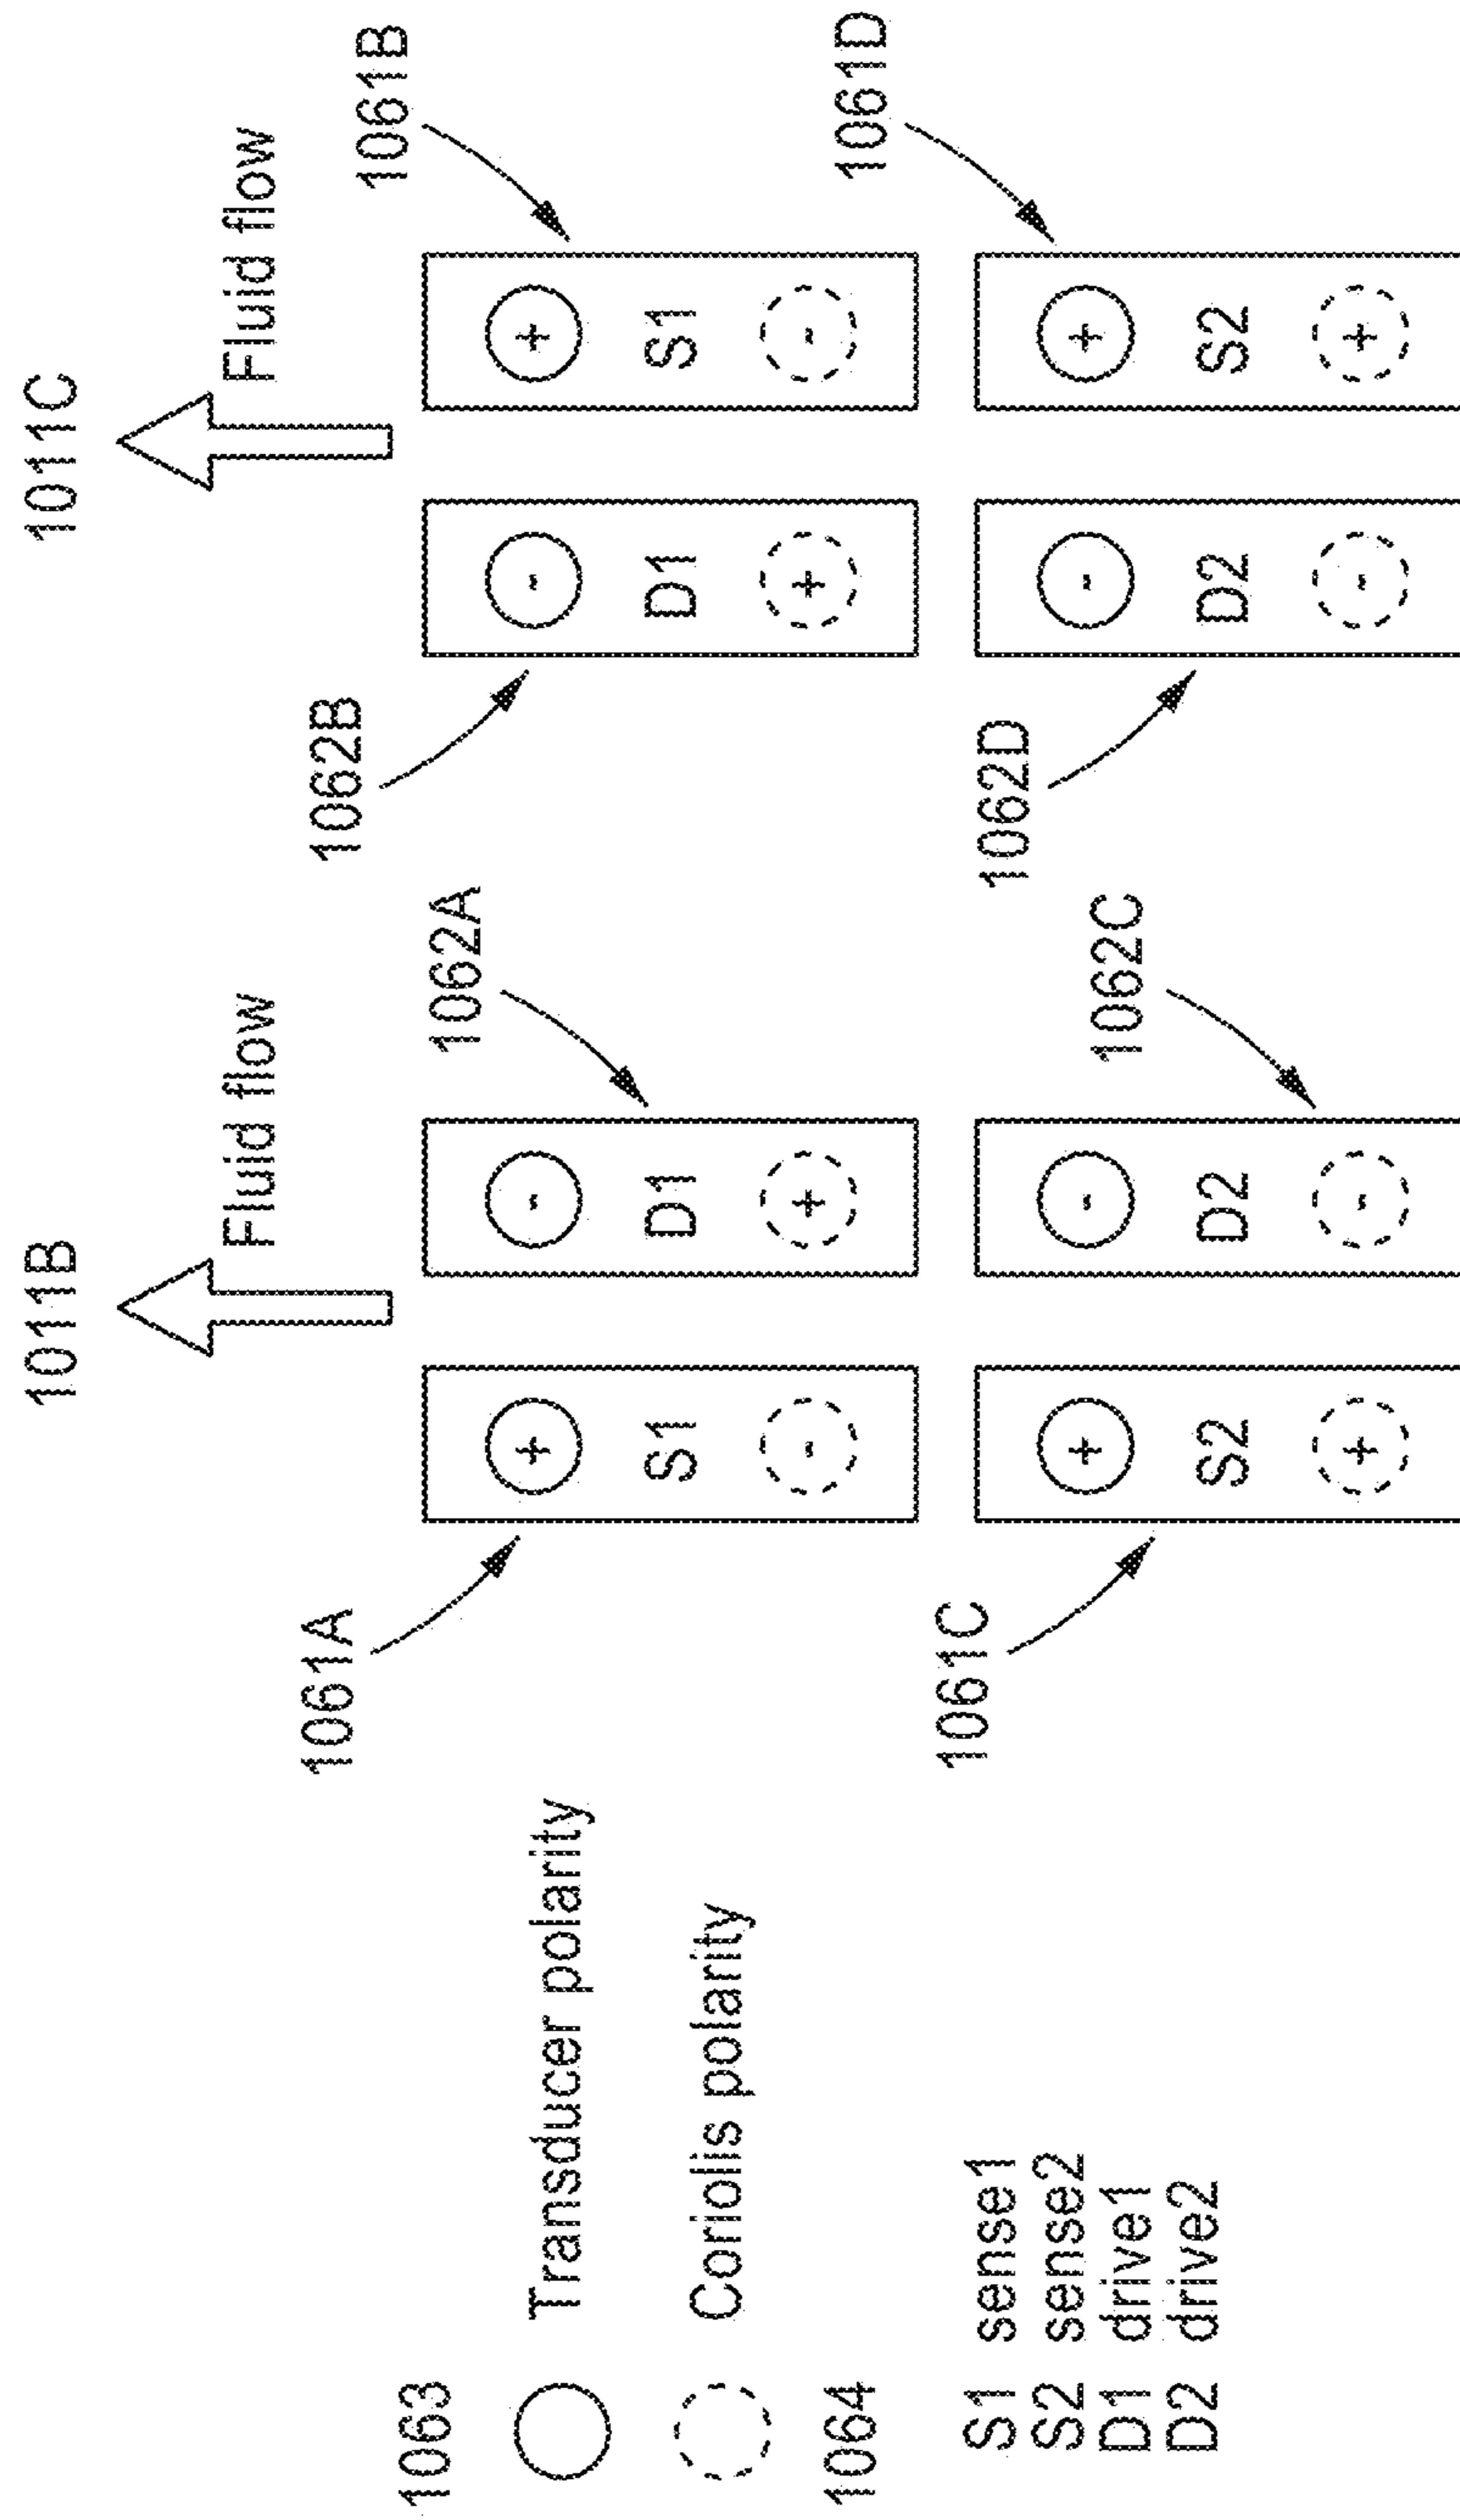 1011B
1011C
Fluid flow
Fluid flow
1061A
1062B
1061B
1062A
1063
Transducer polarity
Coriolis polarity
1064
S1 sense1
S2 sense2
D1 drive1
D2 drive2
+ - - +
S1 D1 D1 S1
- + + -
1061C
1062C
1062D
1061D
+ - - +
S2 D2 D2 S2
+ - - +